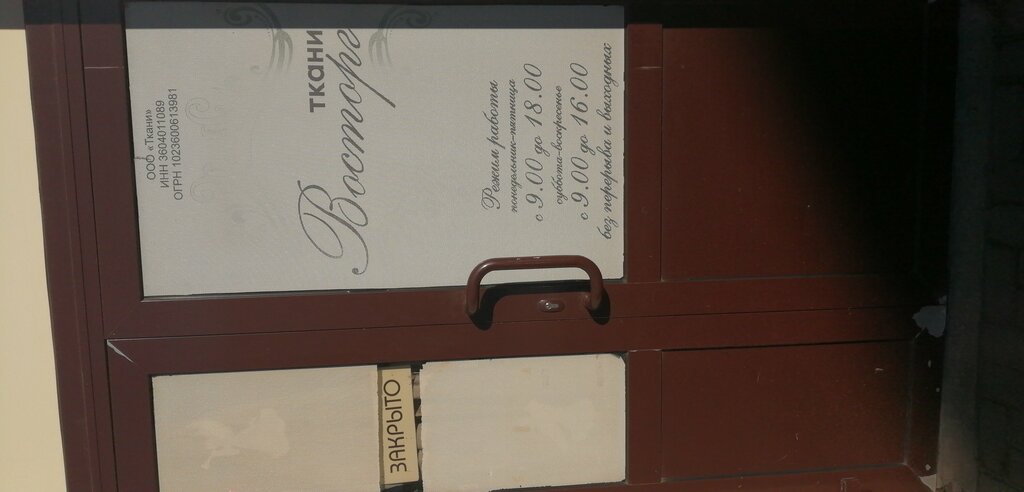 ООО «Ткани»
ИНН 3604011089
ОГРН 1023600613981
ткани
Восторг
Режим работы
понедельник-пятница
с 9.00 до 18.00
суббота-воскресенье
с 9.00 до 16.00
без перерыва и выходных
ЗАКРЫТО